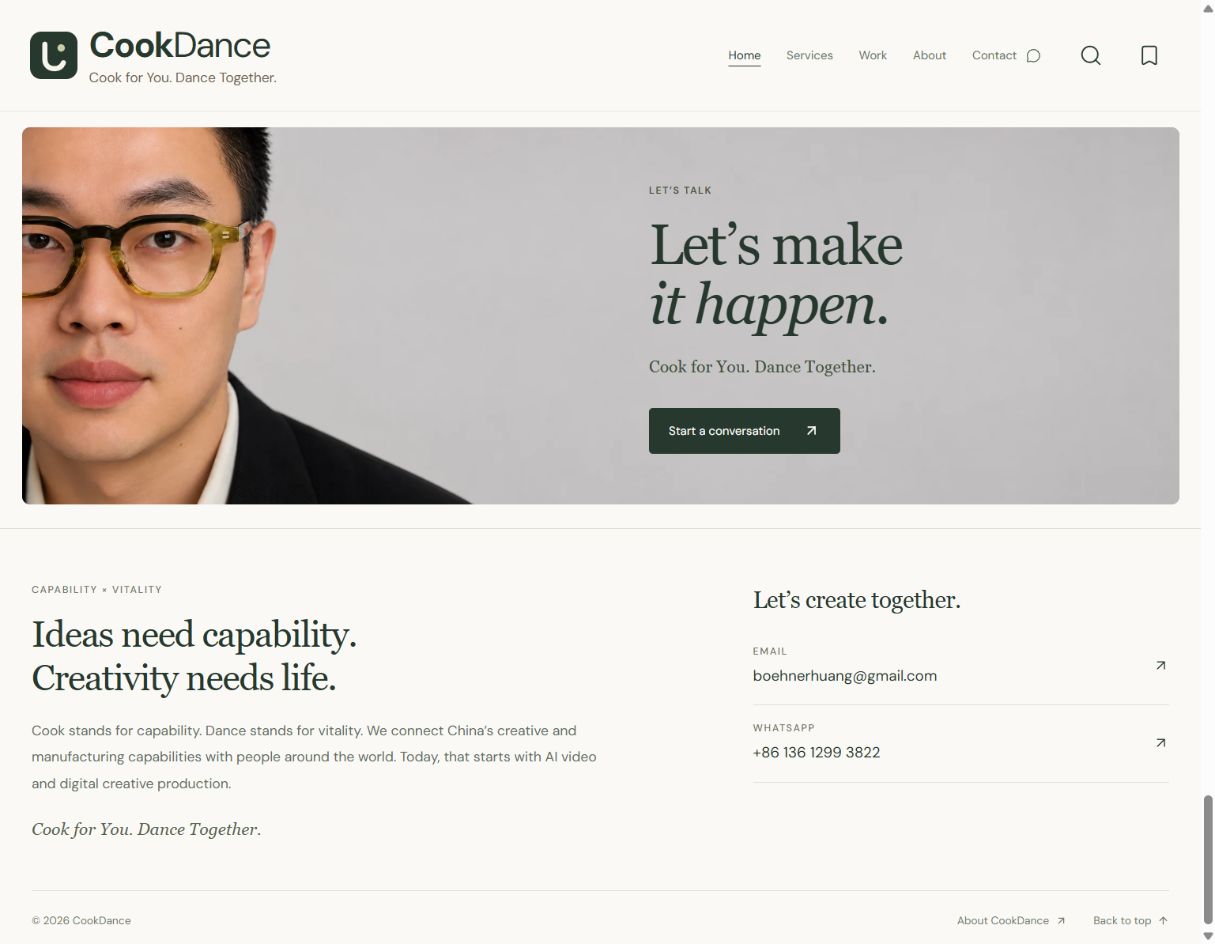 CookDance
Cook for You. Dance Together.
Home Services Work About Contact
LET’S TALK
Let’s make
it happen.
Cook for You. Dance Together.
Start a conversation
CAPABILITY × VITALITY
Ideas need capability.
Creativity needs life.
Cook stands for capability. Dance stands for vitality. We connect China’s creative and
manufacturing capabilities with people around the world. Today, that starts with AI video
and digital creative production.
Cook for You. Dance Together.
Let’s create together.
EMAIL
boehnerhuang@gmail.com
WHATSAPP
+86 136 1299 3822
© 2026 CookDance
About CookDance
Back to top